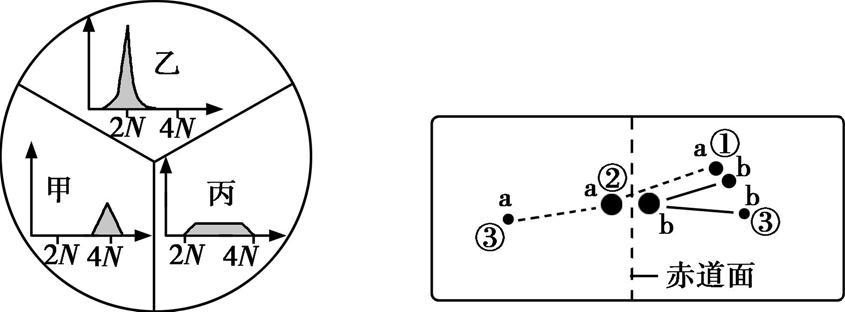 乙
2N 4N
甲
2N 4N
丙
2N 4N
a ① b
a ② b
a ③
b ③
赤道面